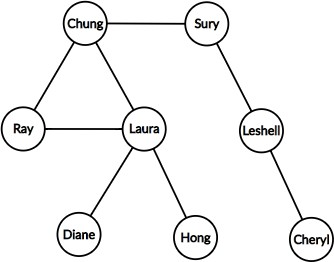 Chung
Sury
Ray
Laura
Leshell
Diane
Hong
Cheryl